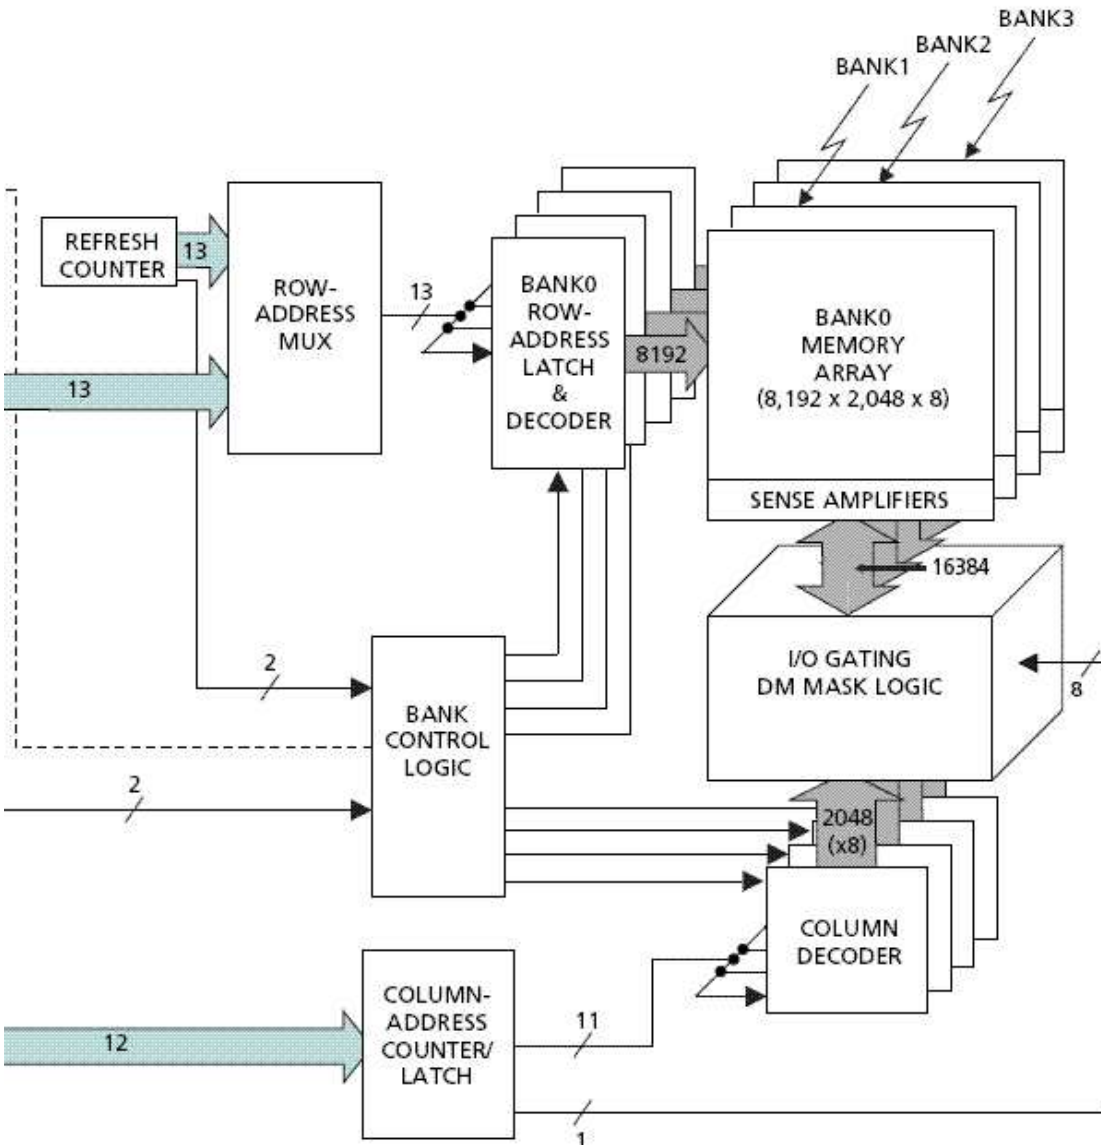 BANK3
BANK2
BANK1
REFRESH
COUNTER
13
13
ROW-
ADDRESS
MUX
13
BANK0
ROW-
ADDRESS
LATCH
&
DECODER
8192
BANK0
MEMORY
ARRAY
(8,192 x 2,048 x 8)
SENSE AMPLIFIERS
16384
I/O GATING
DM MASK LOGIC
8
2
BANK
CONTROL
LOGIC
2
2048
(x8)
COLUMN
DECODER
COLUMN-
ADDRESS
COUNTER/
LATCH
12
11
1